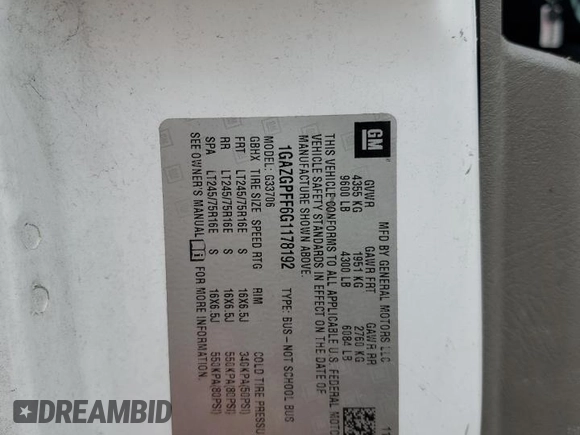 GM
MFD BY GENERAL MOTORS LLC
GVWR GAWR FRT GAWR RR
4355 KG 1951 KG 2760 KG
9600 LB 4300 LB 6084 LB
THIS VEHICLE CONFORMS TO ALL APPLICABLE U.S. FEDERAL
VEHICLE SAFETY STANDARDS IN EFFECT ON THE DATE OF
MANUFACTURE SHOWN ABOVE.
1GAZGPFF6G1178192 TYPE: BUS-NOT SCHOOL BUS
MODEL: G33706
GBHX TIRE SIZE SPEED RTG RIM COLD TIRE
FRT LT245/75R16E S 16X6.5J 340KPA(50PSI)
RR LT245/75R16E S 16X6.5J 550KPA(80PSI)
SPA LT245/75R16E S 16X6.5J 550KPA(80PSI)
SEE OWNER'S MANUAL FOR MORE INFORMATION.
DREAMBID